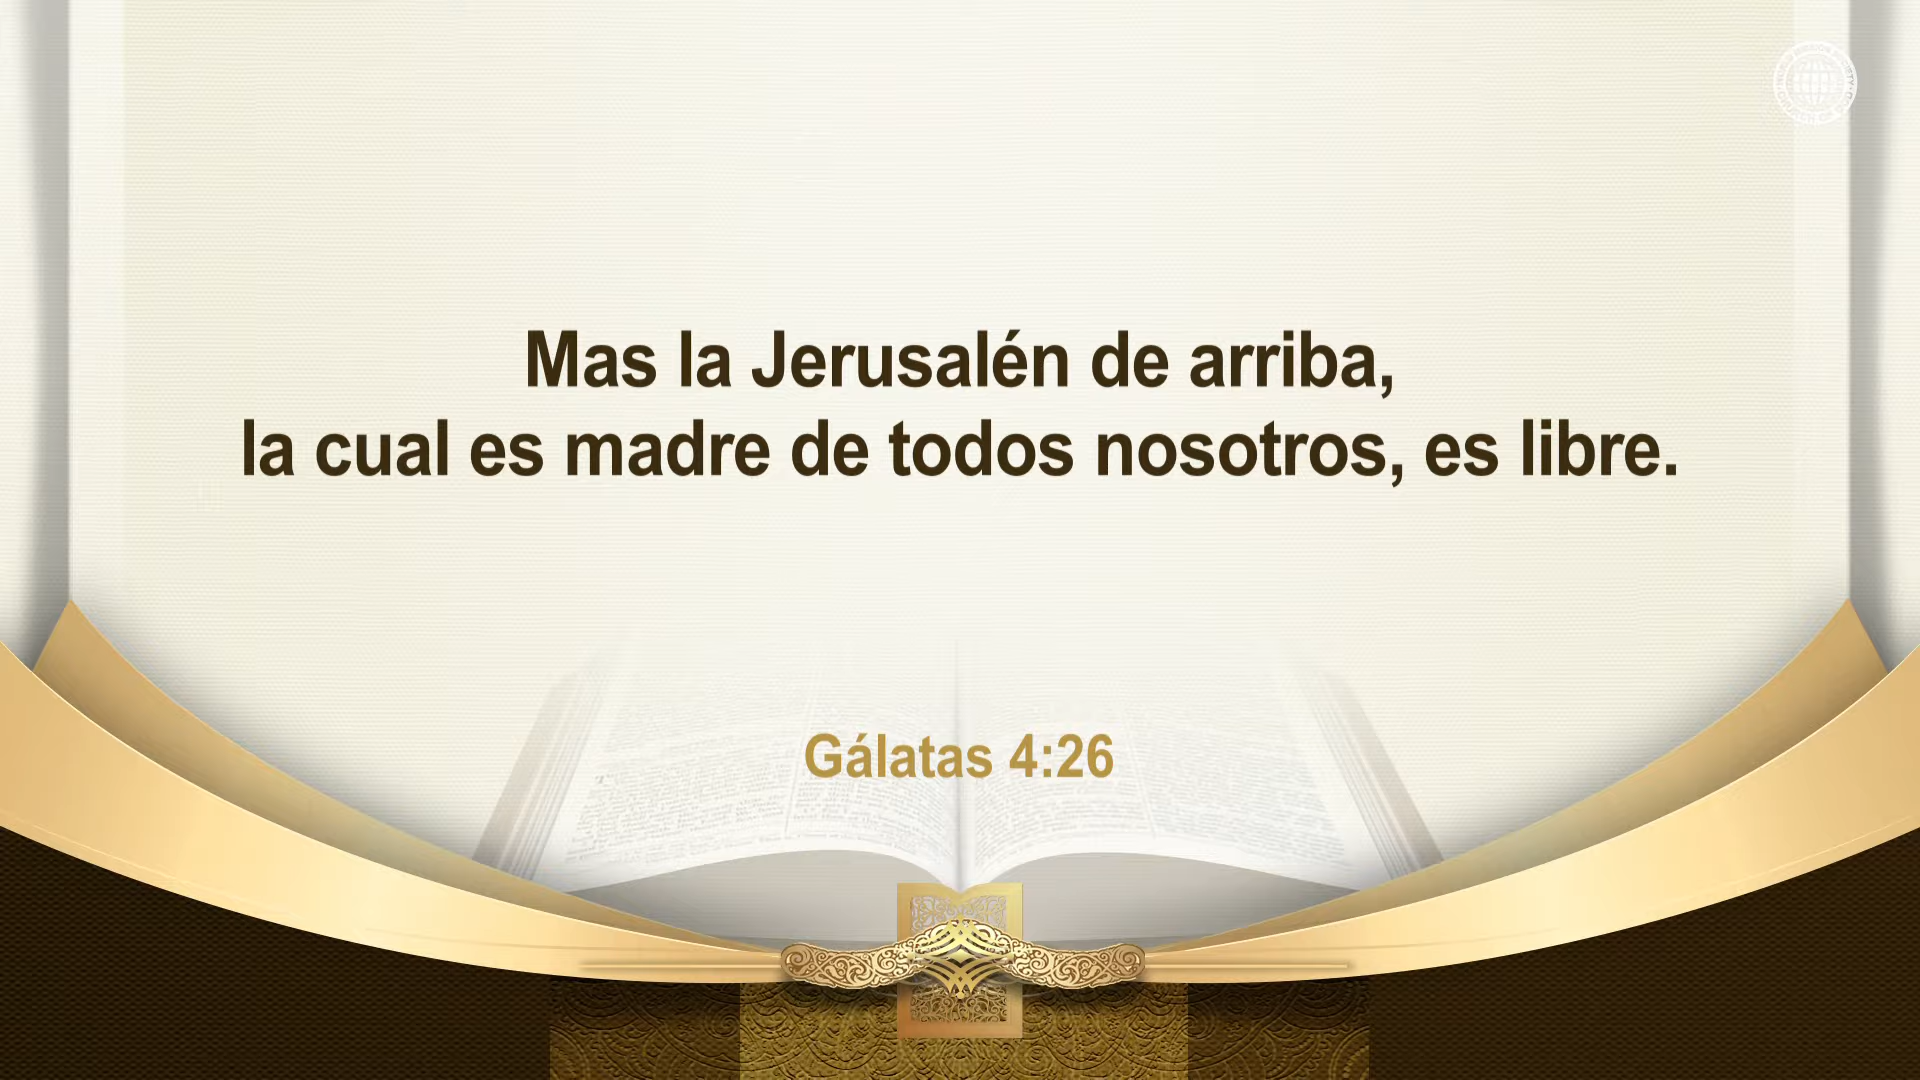 Mas la Jerusalén de arriba,
la cual es madre de todos nosotros, es libre.
Gálatas 4:26